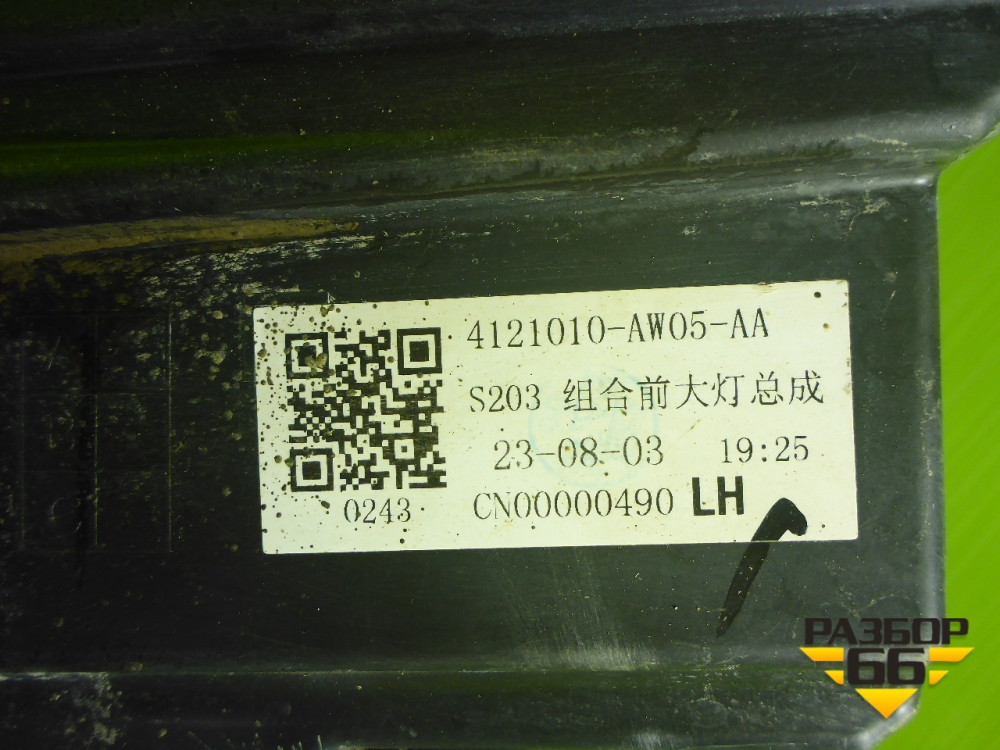 4121010-AW05-AA
S203 组合前大灯总成
23-08-03 19:25
0243 CN00000490 LH
РАЗБОР
66